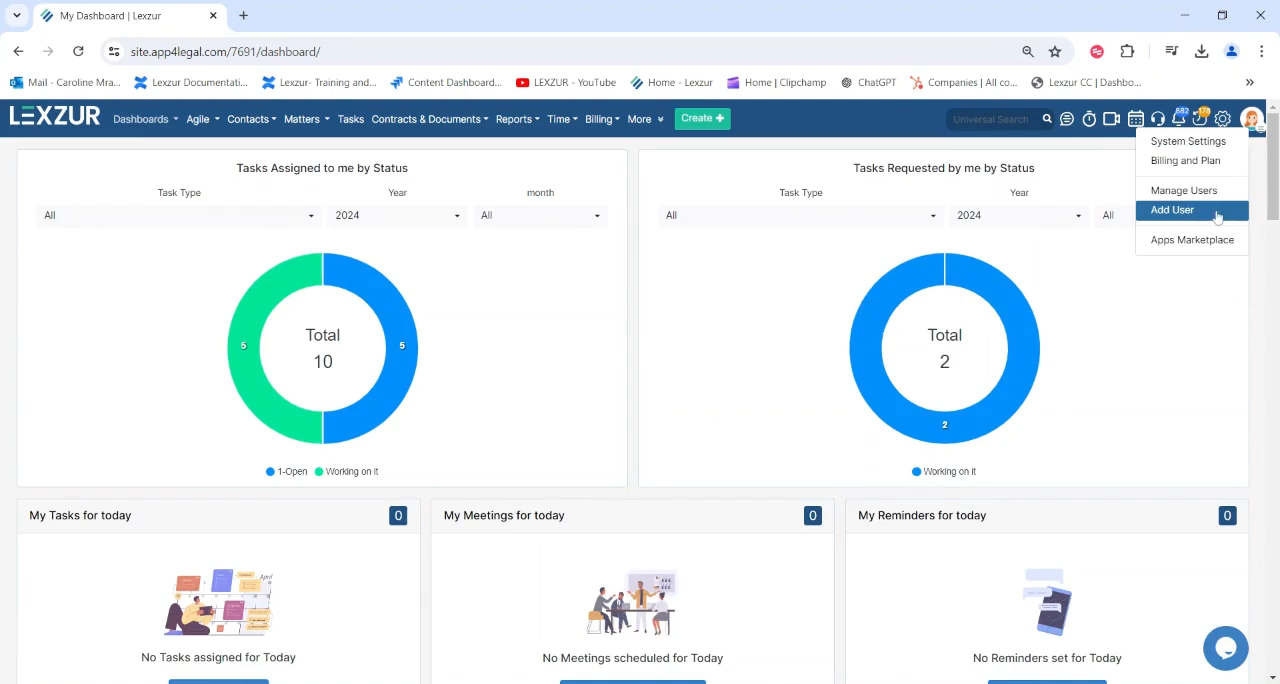 My Dashboard | Lexzur
site.app4legal.com/7691/dashboard/
Mail - Caroline Mra... Lexzur Documentati... Lexzur- Training and... Content Dashboard... LEXZUR - YouTube Home - Lexzur Home | Clipchamp ChatGPT Companies | All co... Lexzur CC | Dashbo...
LEXZUR Dashboards Agile Contacts Matters Tasks Contracts & Documents Reports Time Billing More Create + Universal Search 882 178
System Settings
Billing and Plan
Manage Users
Add User
Apps Marketplace
Tasks Assigned to me by Status
Task Type Year month
All 2024 All
Total
10
5 5
1-Open Working on it
Tasks Requested by me by Status
Task Type Year
All 2024 All
Total
2
2
Working on it
My Tasks for today 0
April
No Tasks assigned for Today
My Meetings for today 0
No Meetings scheduled for Today
My Reminders for today 0
No Reminders set for Today